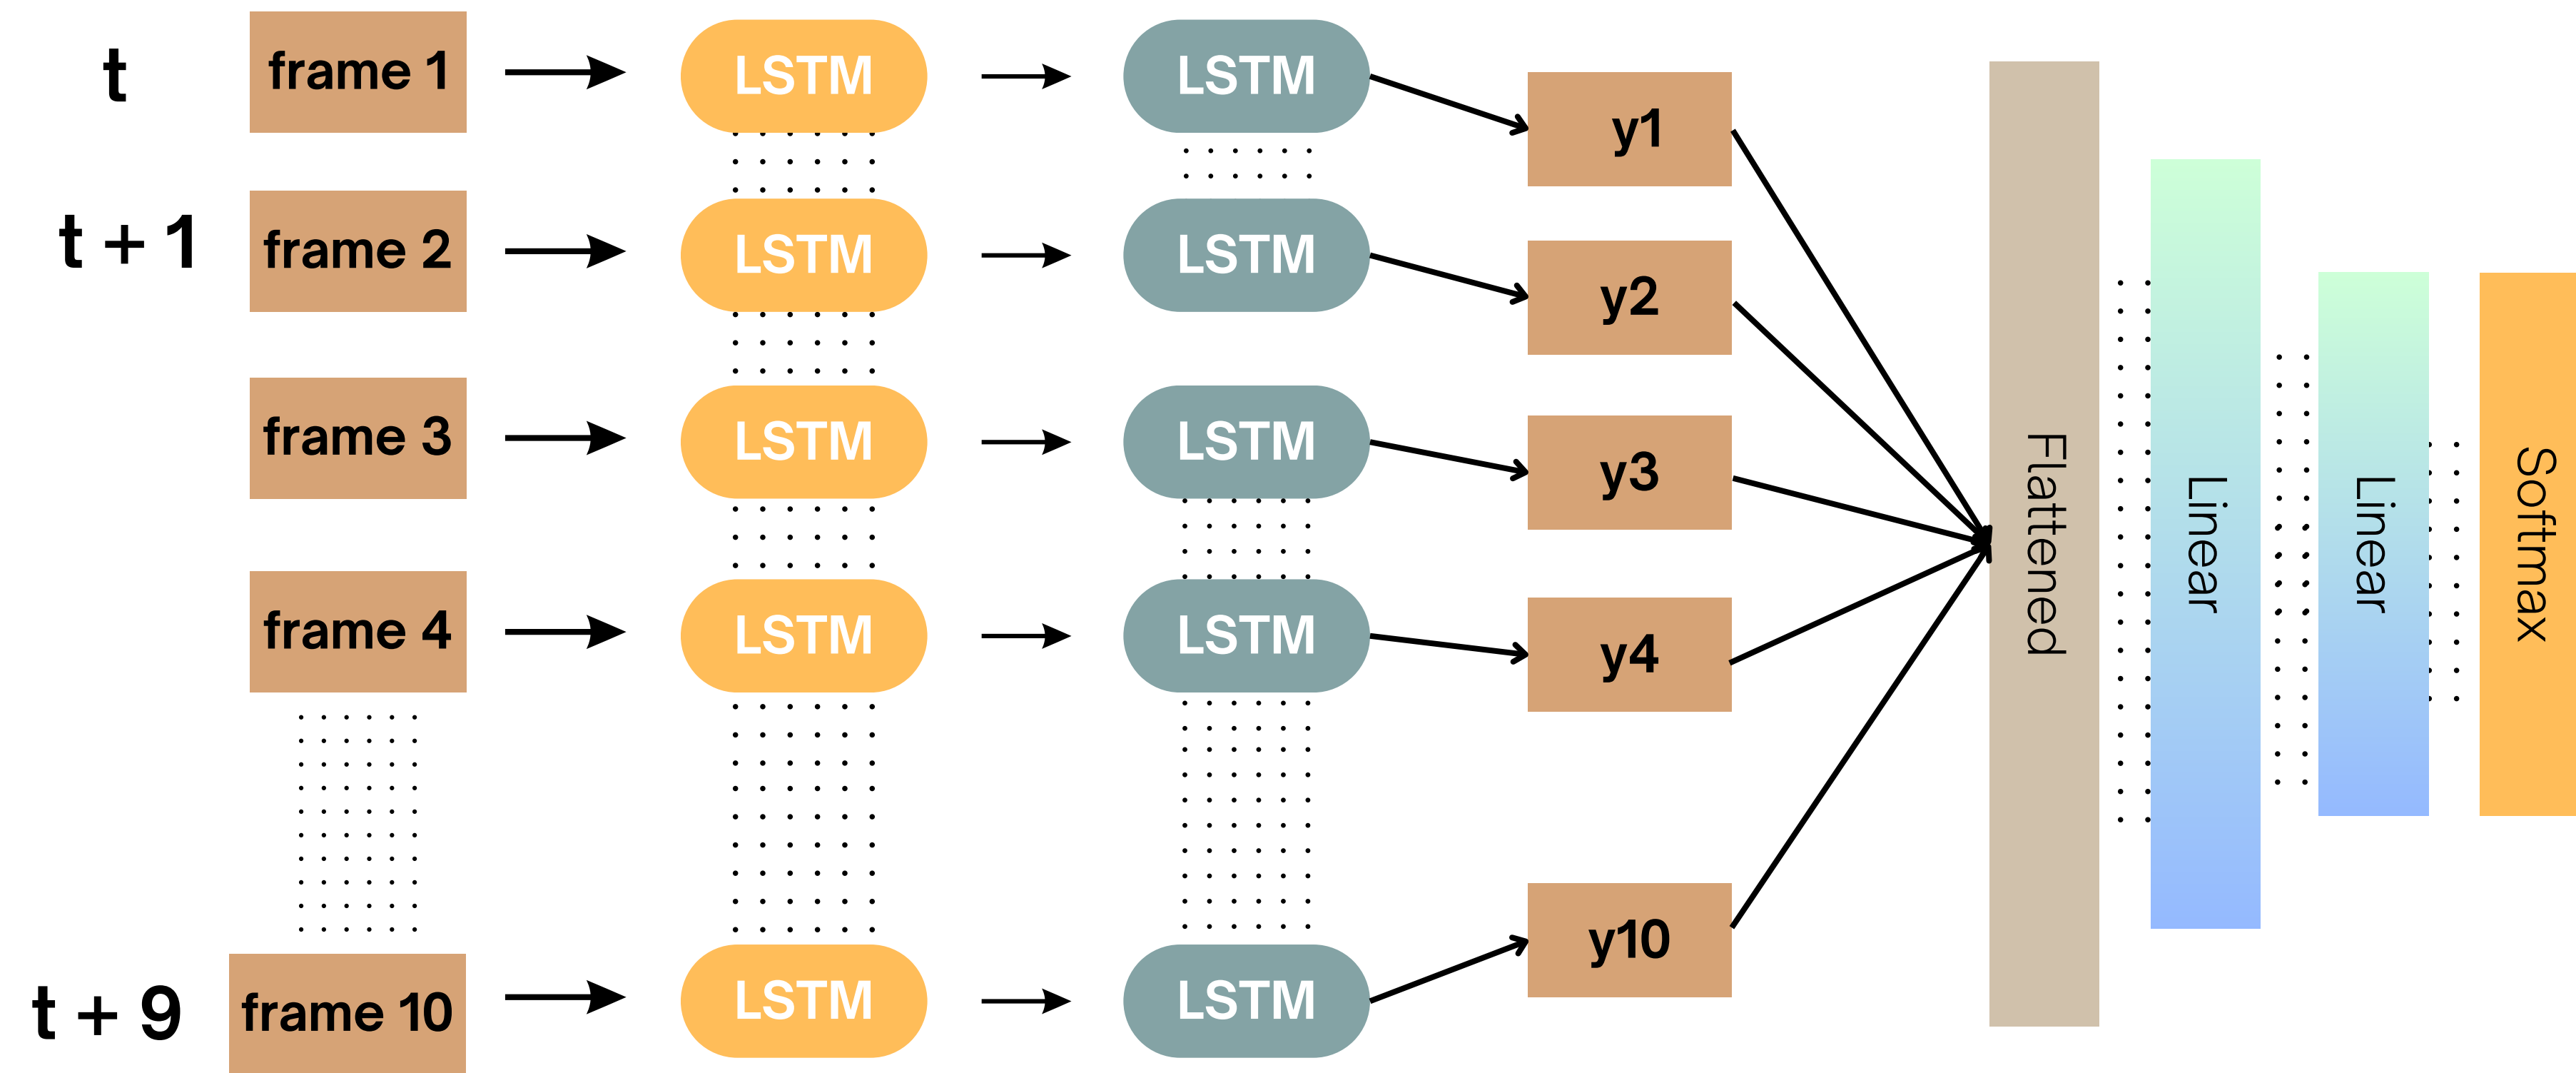 t
frame 1
LSTM
LSTM
y1
t + 1
frame 2
LSTM
LSTM
y2
frame 3
LSTM
LSTM
y3
frame 4
LSTM
LSTM
y4
t + 9
frame 10
LSTM
LSTM
y10
Flattened
Linear
Linear
Softmax